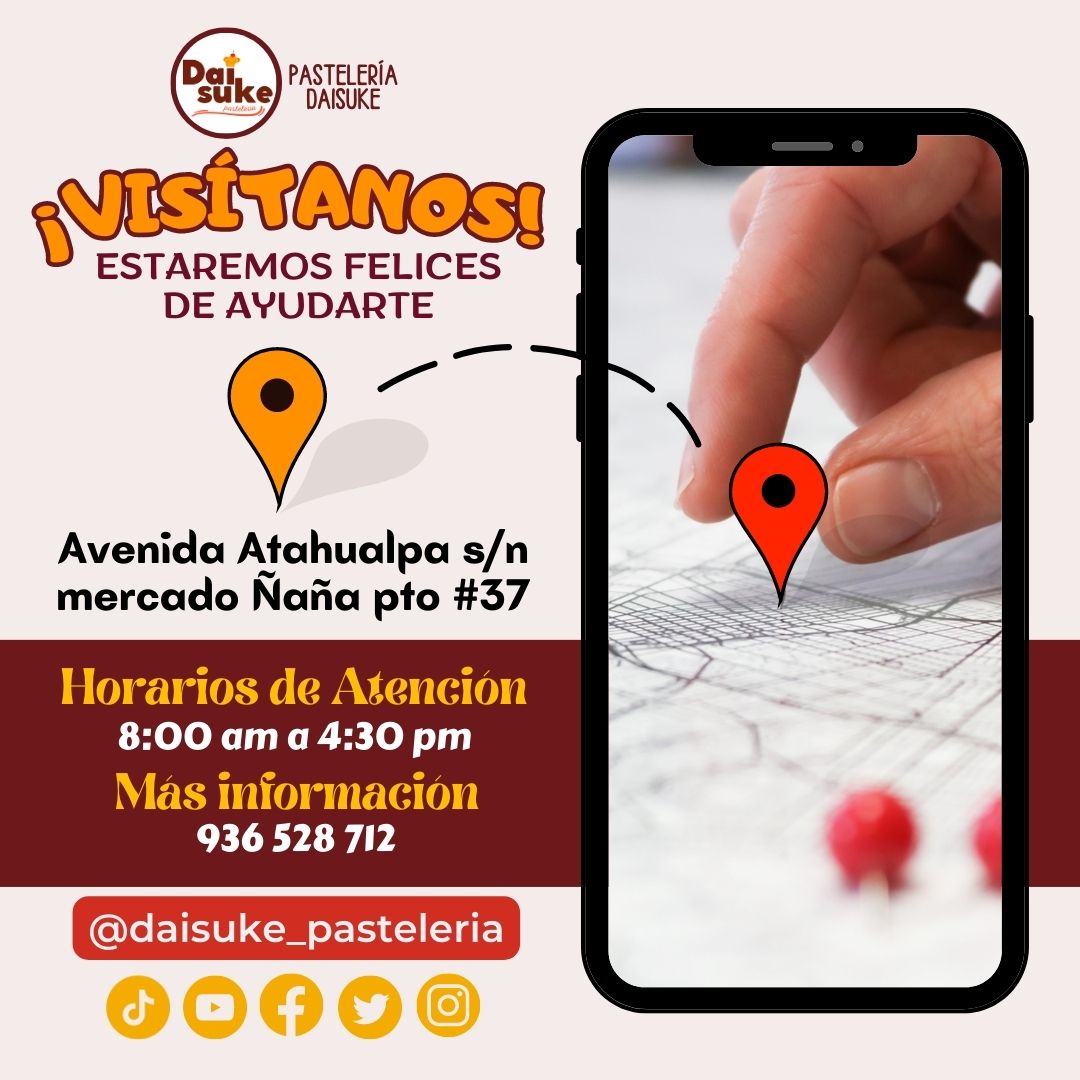 Dai
suke
pastelería
PASTELERÍA
DAISUKE
¡VISÍTANOS!
ESTAREMOS FELICES
DE AYUDARTE
Avenida Atahualpa s/n
mercado Ñaña pto #37
Horarios de Atención
8:00 am a 4:30 pm
Más información
936 528 712
@daisuke_pasteleria